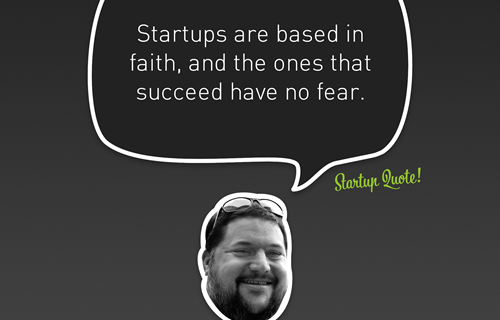 Startups are based in
faith, and the ones that
succeed have no fear.
Startup Quote!